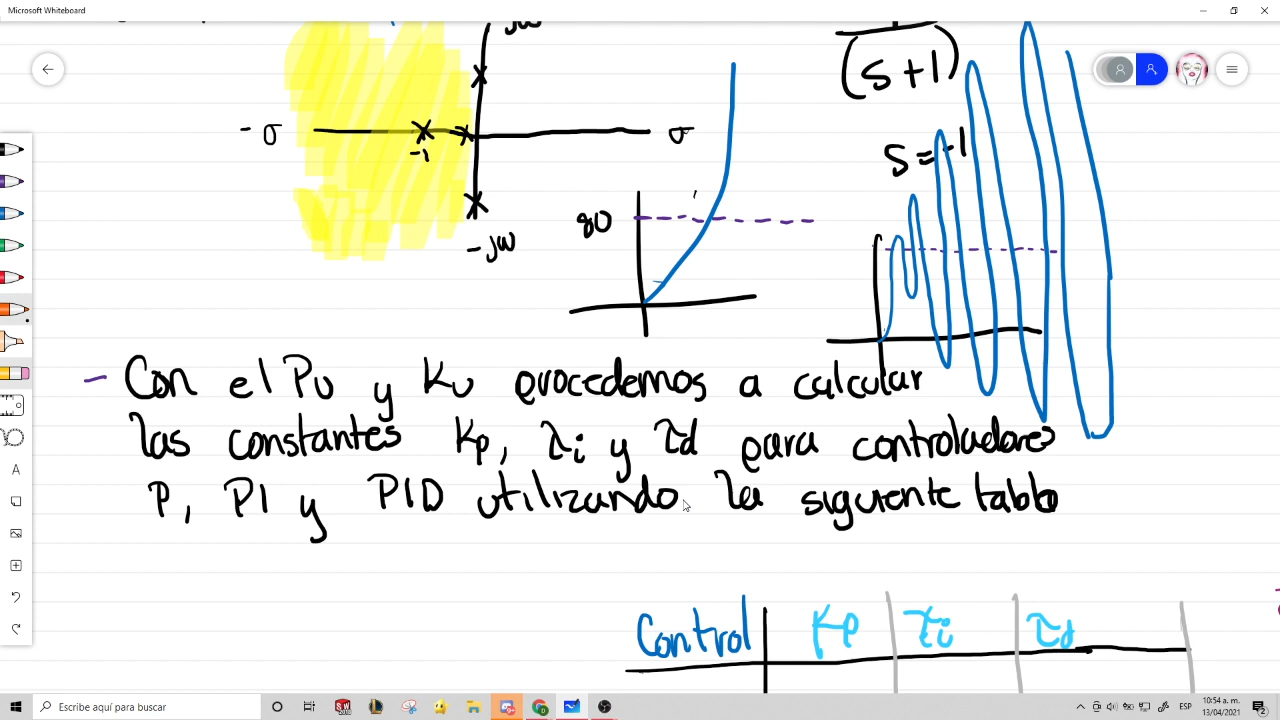 Microsoft Whiteboard
jω
(s+1)
-σ
-1
σ
s=-1
80
-jω
- Con el Pu y Ku procedemos a calcular
las constantes Kp, τi y τd para controladores
P, PI y PID utilizando la siguiente tabla
Control Kp τi τd
Escribe aquí para buscar
ESP
10:54 a. m.
13/04/2021